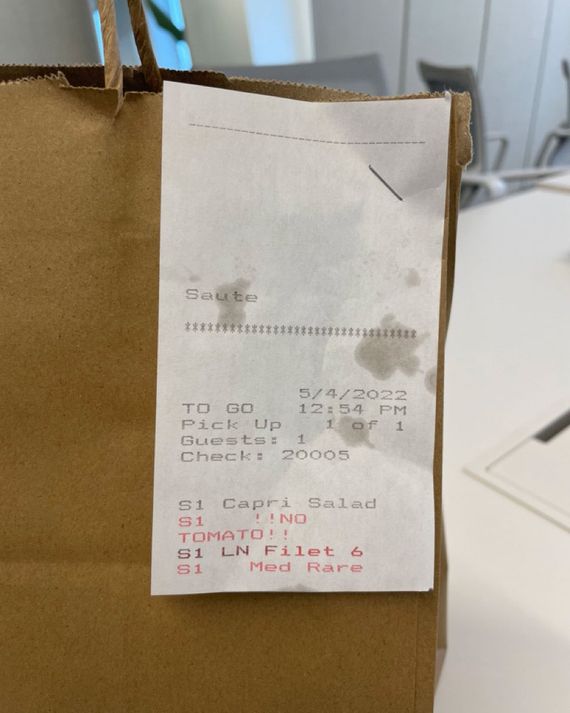 Saute
******************************
5/4/2022
TO GO 12:54 PM
Pick Up 1 of 1
Guests: 1
Check: 20005
S1 Capri Salad
S1 !!NO
TOMATO!!
S1 LN Filet 6
S1 Med Rare